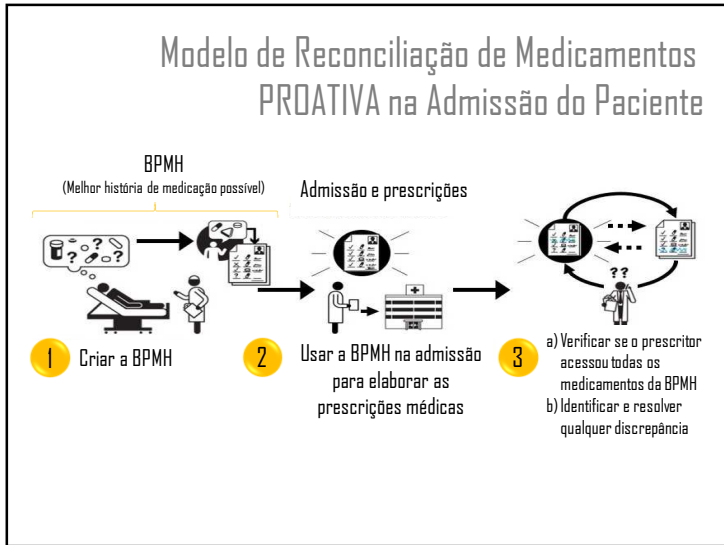 Modelo de Reconciliação de Medicamentos
PROATIVA na Admissão do Paciente
BPMH
(Melhor história de medicação possível)
Admissão e prescrições
? ? ? ?
??
1 Criar a BPMH
2 Usar a BPMH na admissão
para elaborar as
prescrições médicas
3 a) Verificar se o prescritor
acessou todas os
medicamentos da BPMH
b) Identificar e resolver
qualquer discrepância